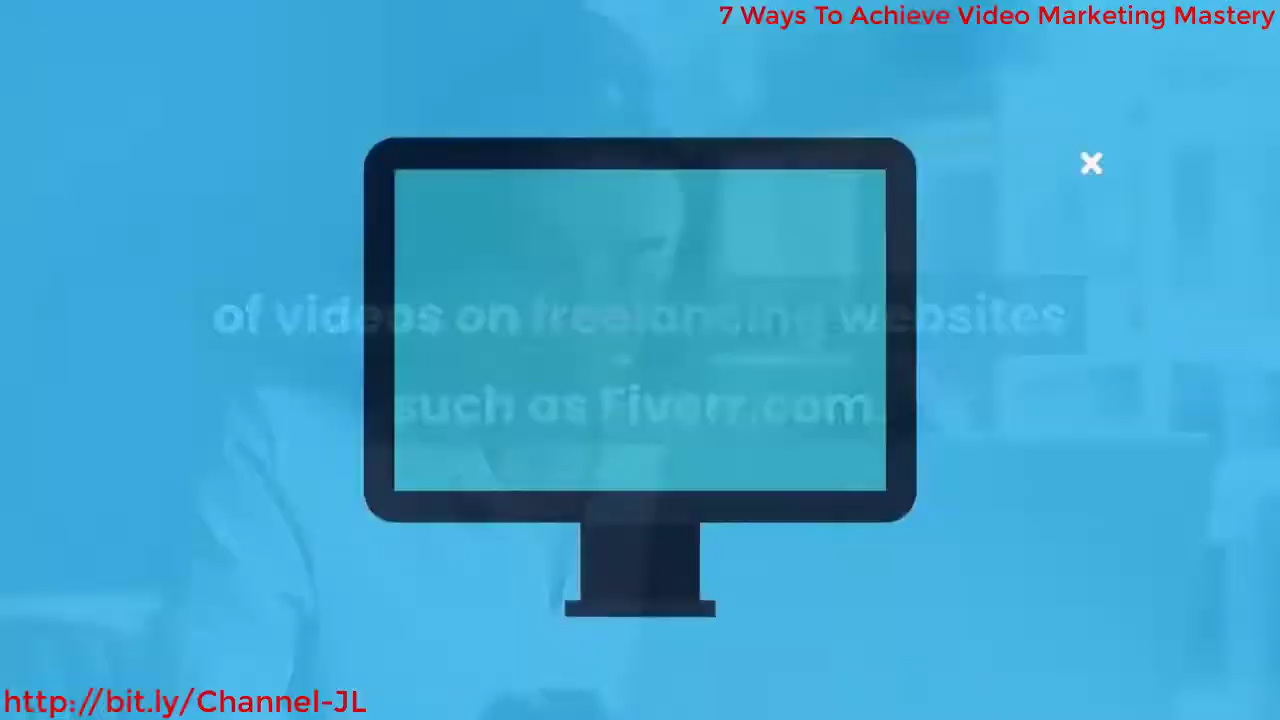 7 Ways To Achieve Video Marketing Mastery
of videos on freelancing websites
such as Fiverr.com.
http://bit.ly/Channel-JL